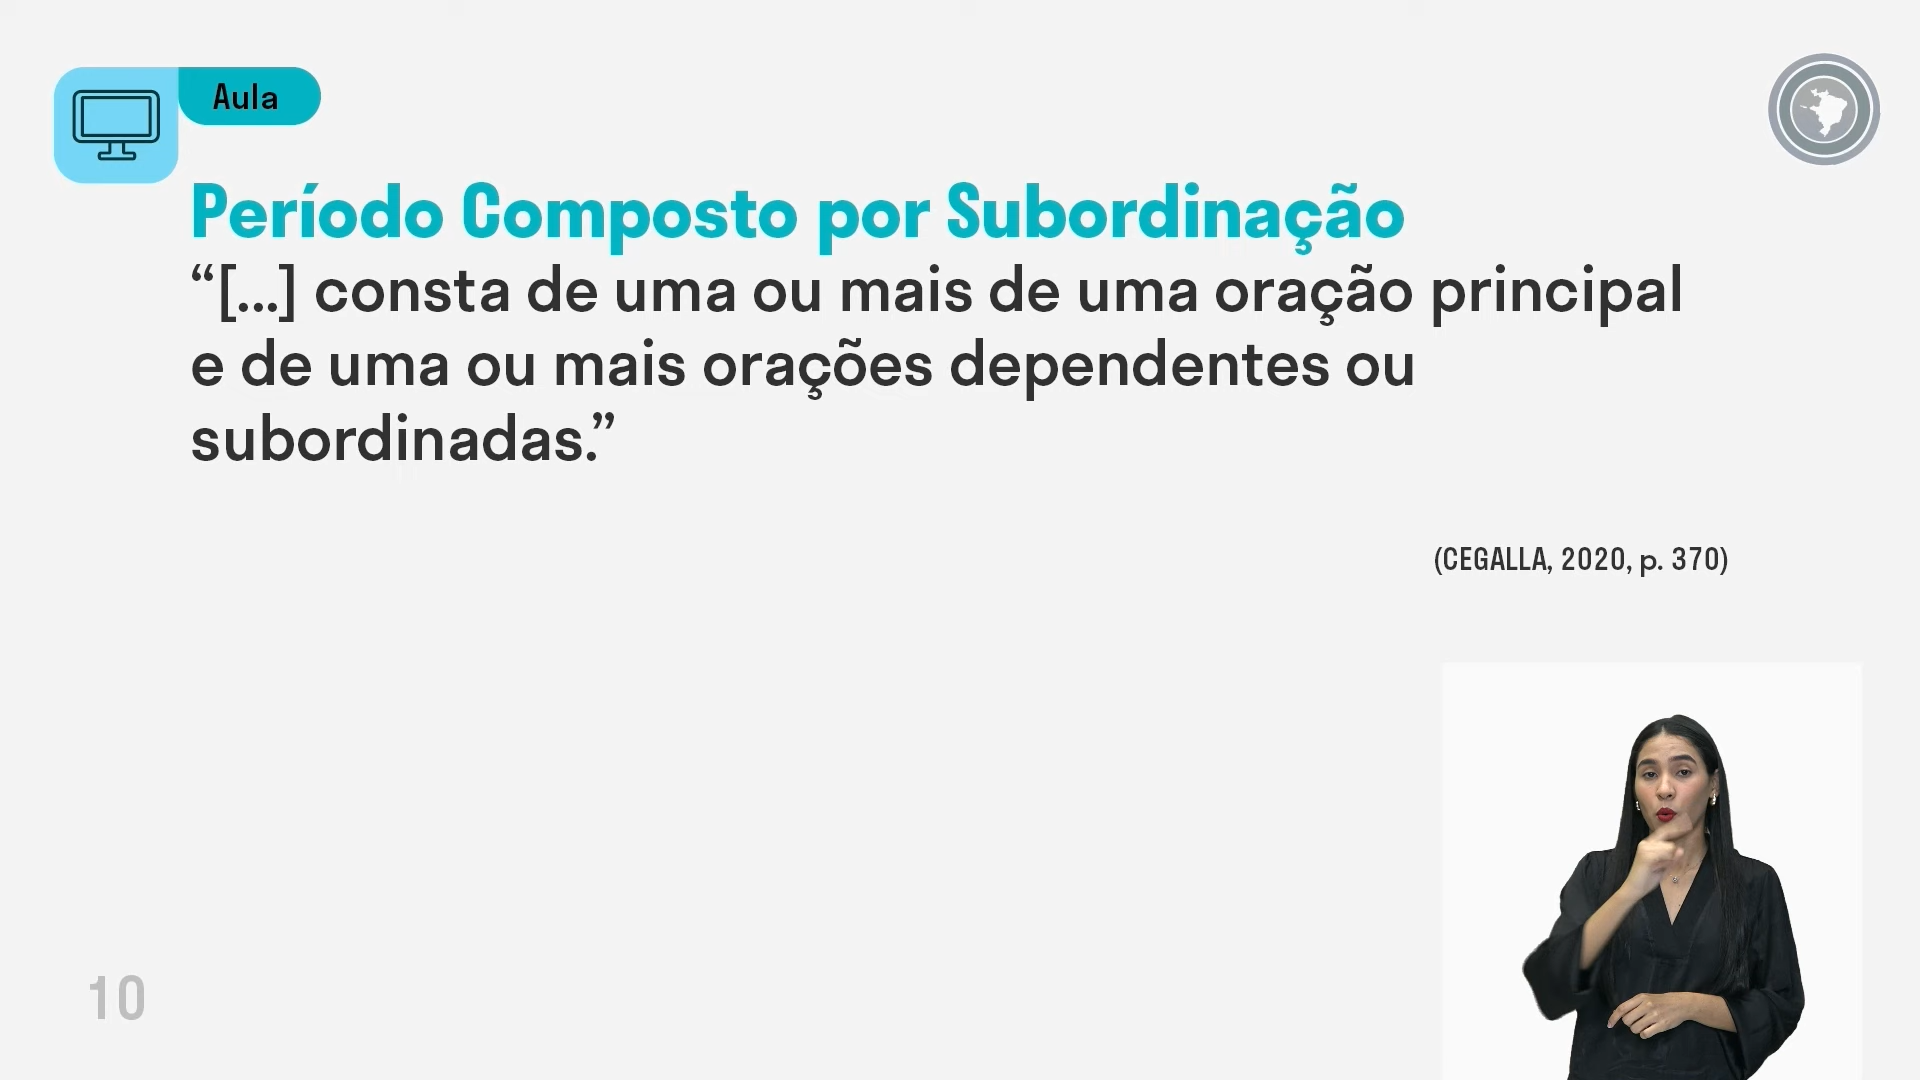 Aula
Período Composto por Subordinação
“[...] consta de uma ou mais de uma oração principal
e de uma ou mais orações dependentes ou
subordinadas.”
(CEGALLA, 2020, p. 370)
10